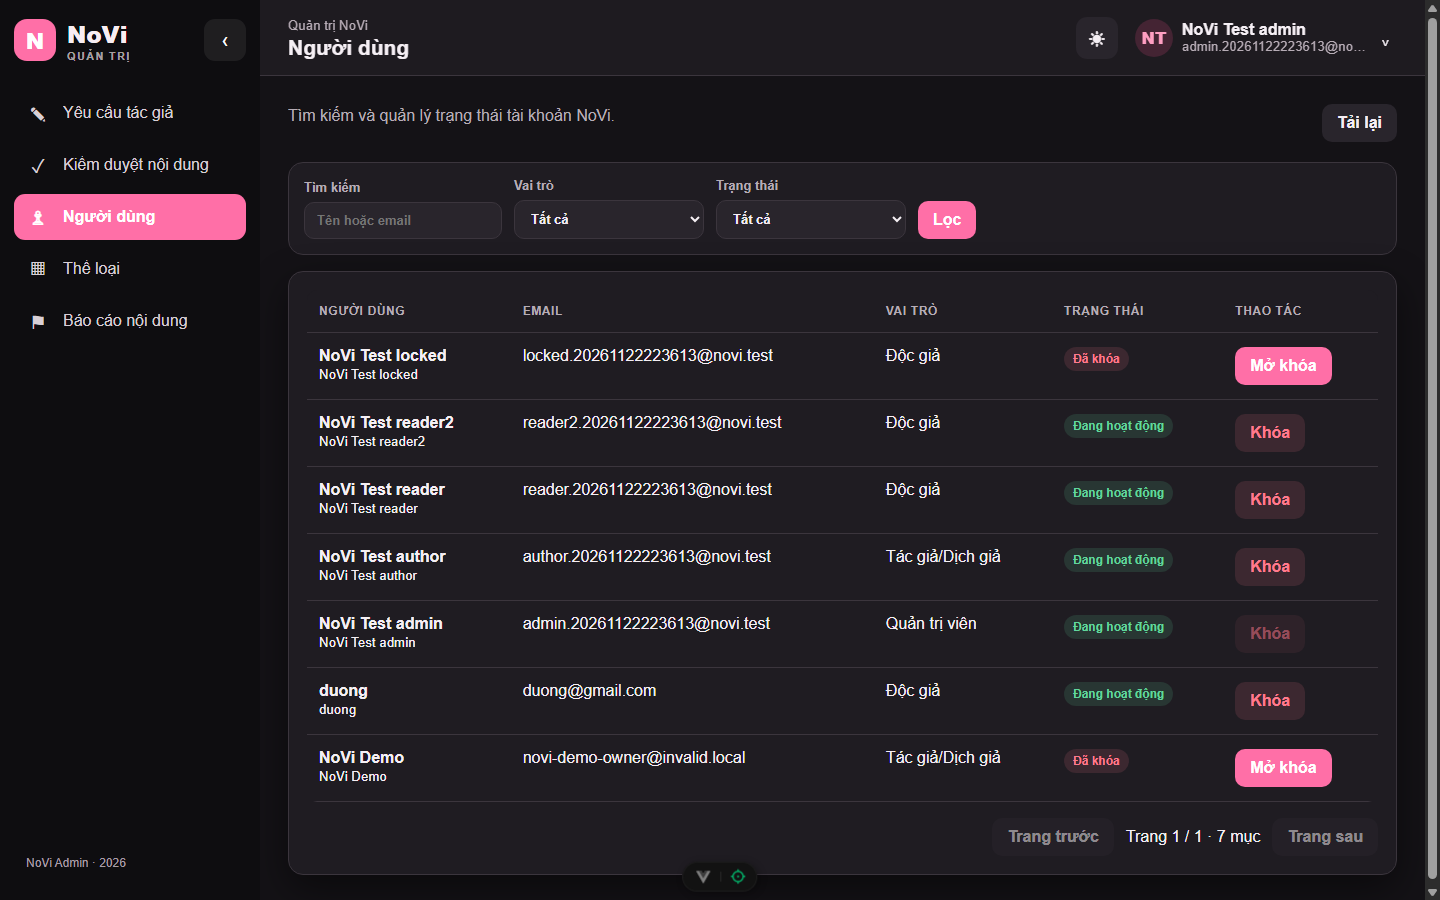 N
NoVi
QUẢN TRỊ
‹
Yêu cầu tác giả
Kiểm duyệt nội dung
Người dùng
Thể loại
Báo cáo nội dung
NoVi Admin · 2026
Quản trị NoVi
Người dùng
NT
NoVi Test admin
admin.20261122223613@no...
v
Tìm kiếm và quản lý trạng thái tài khoản NoVi.
Tải lại
Tìm kiếm
Vai trò
Trạng thái
Tên hoặc email
Tất cả
Tất cả
Lọc
NGƯỜI DÙNG EMAIL VAI TRÒ TRẠNG THÁI THAO TÁC
NoVi Test locked locked.20261122223613@novi.test Độc giả Đã khóa Mở khóa
NoVi Test locked
NoVi Test reader2 reader2.20261122223613@novi.test Độc giả Đang hoạt động Khóa
NoVi Test reader2
NoVi Test reader reader.20261122223613@novi.test Độc giả Đang hoạt động Khóa
NoVi Test reader
NoVi Test author author.20261122223613@novi.test Tác giả/Dịch giả Đang hoạt động Khóa
NoVi Test author
NoVi Test admin admin.20261122223613@novi.test Quản trị viên Đang hoạt động Khóa
NoVi Test admin
duong duong@gmail.com Độc giả Đang hoạt động Khóa
duong
NoVi Demo novi-demo-owner@invalid.local Tác giả/Dịch giả Đã khóa Mở khóa
NoVi Demo
Trang trước Trang 1 / 1 · 7 mục Trang sau